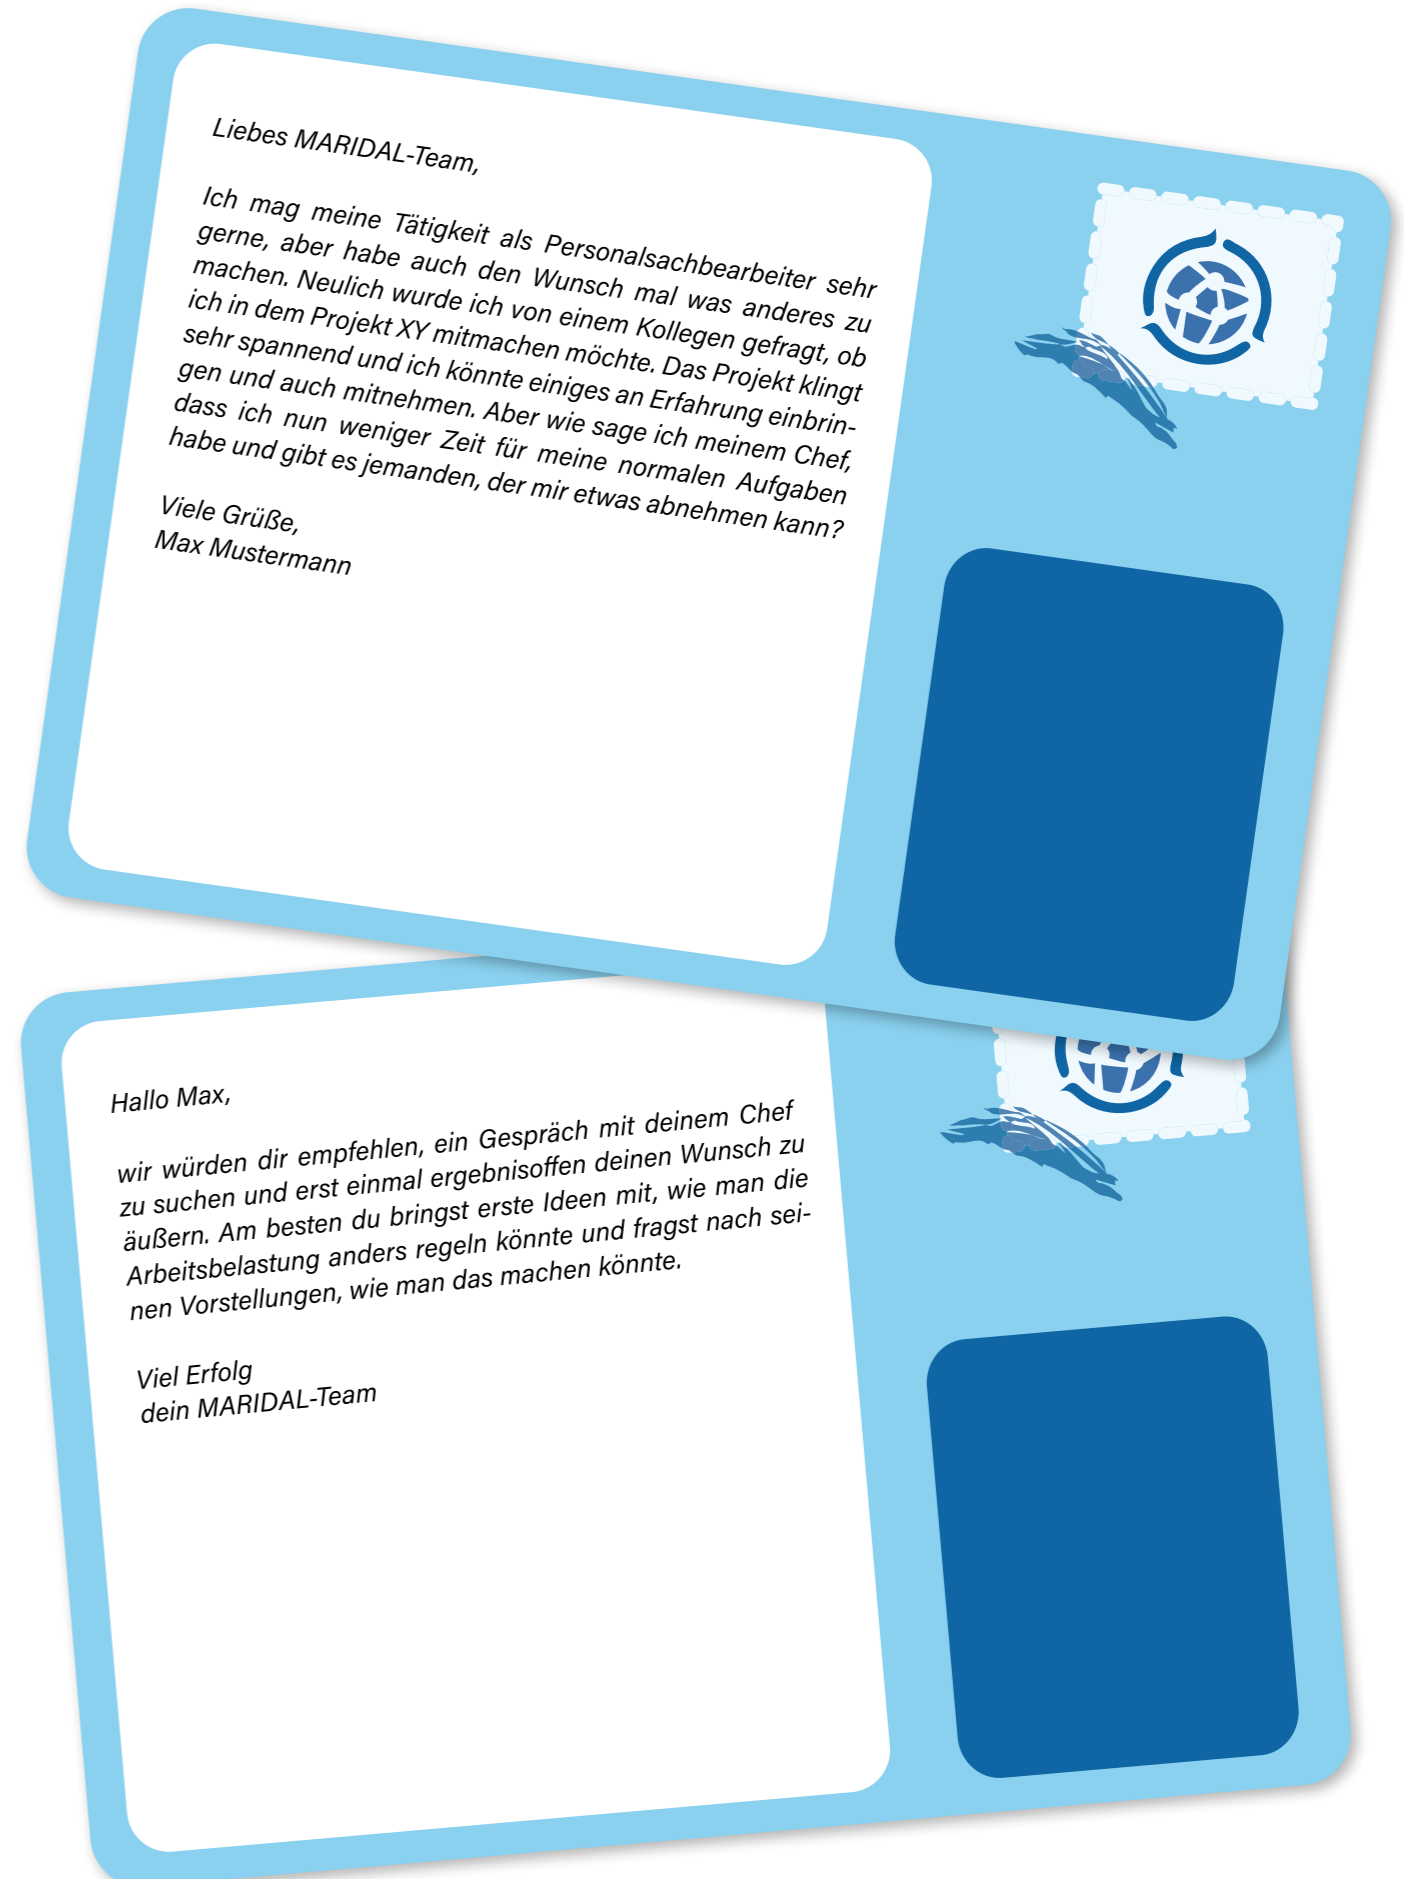 Liebes MARIDAL-Team,
Ich mag meine Tätigkeit als Personalsachbearbeiter sehr
gerne, aber habe auch den Wunsch mal was anderes zu
machen. Neulich wurde ich von einem Kollegen gefragt, ob
ich in dem Projekt XY mitmachen möchte. Das Projekt klingt
sehr spannend und ich könnte einiges an Erfahrung einbrin-
gen und auch mitnehmen. Aber wie sage ich meinem Chef,
dass ich nun weniger Zeit für meine normalen Aufgaben
habe und gibt es jemanden, der mir etwas abnehmen kann?
Viele Grüße,
Max Mustermann
Hallo Max,
wir würden dir empfehlen, ein Gespräch mit deinem Chef
zu suchen und erst einmal ergebnisoffen deinen Wunsch zu
äußern. Am besten du bringst erste Ideen mit, wie man die
Arbeitsbelastung anders regeln könnte und fragst nach sei-
nen Vorstellungen, wie man das machen könnte.
Viel Erfolg
dein MARIDAL-Team